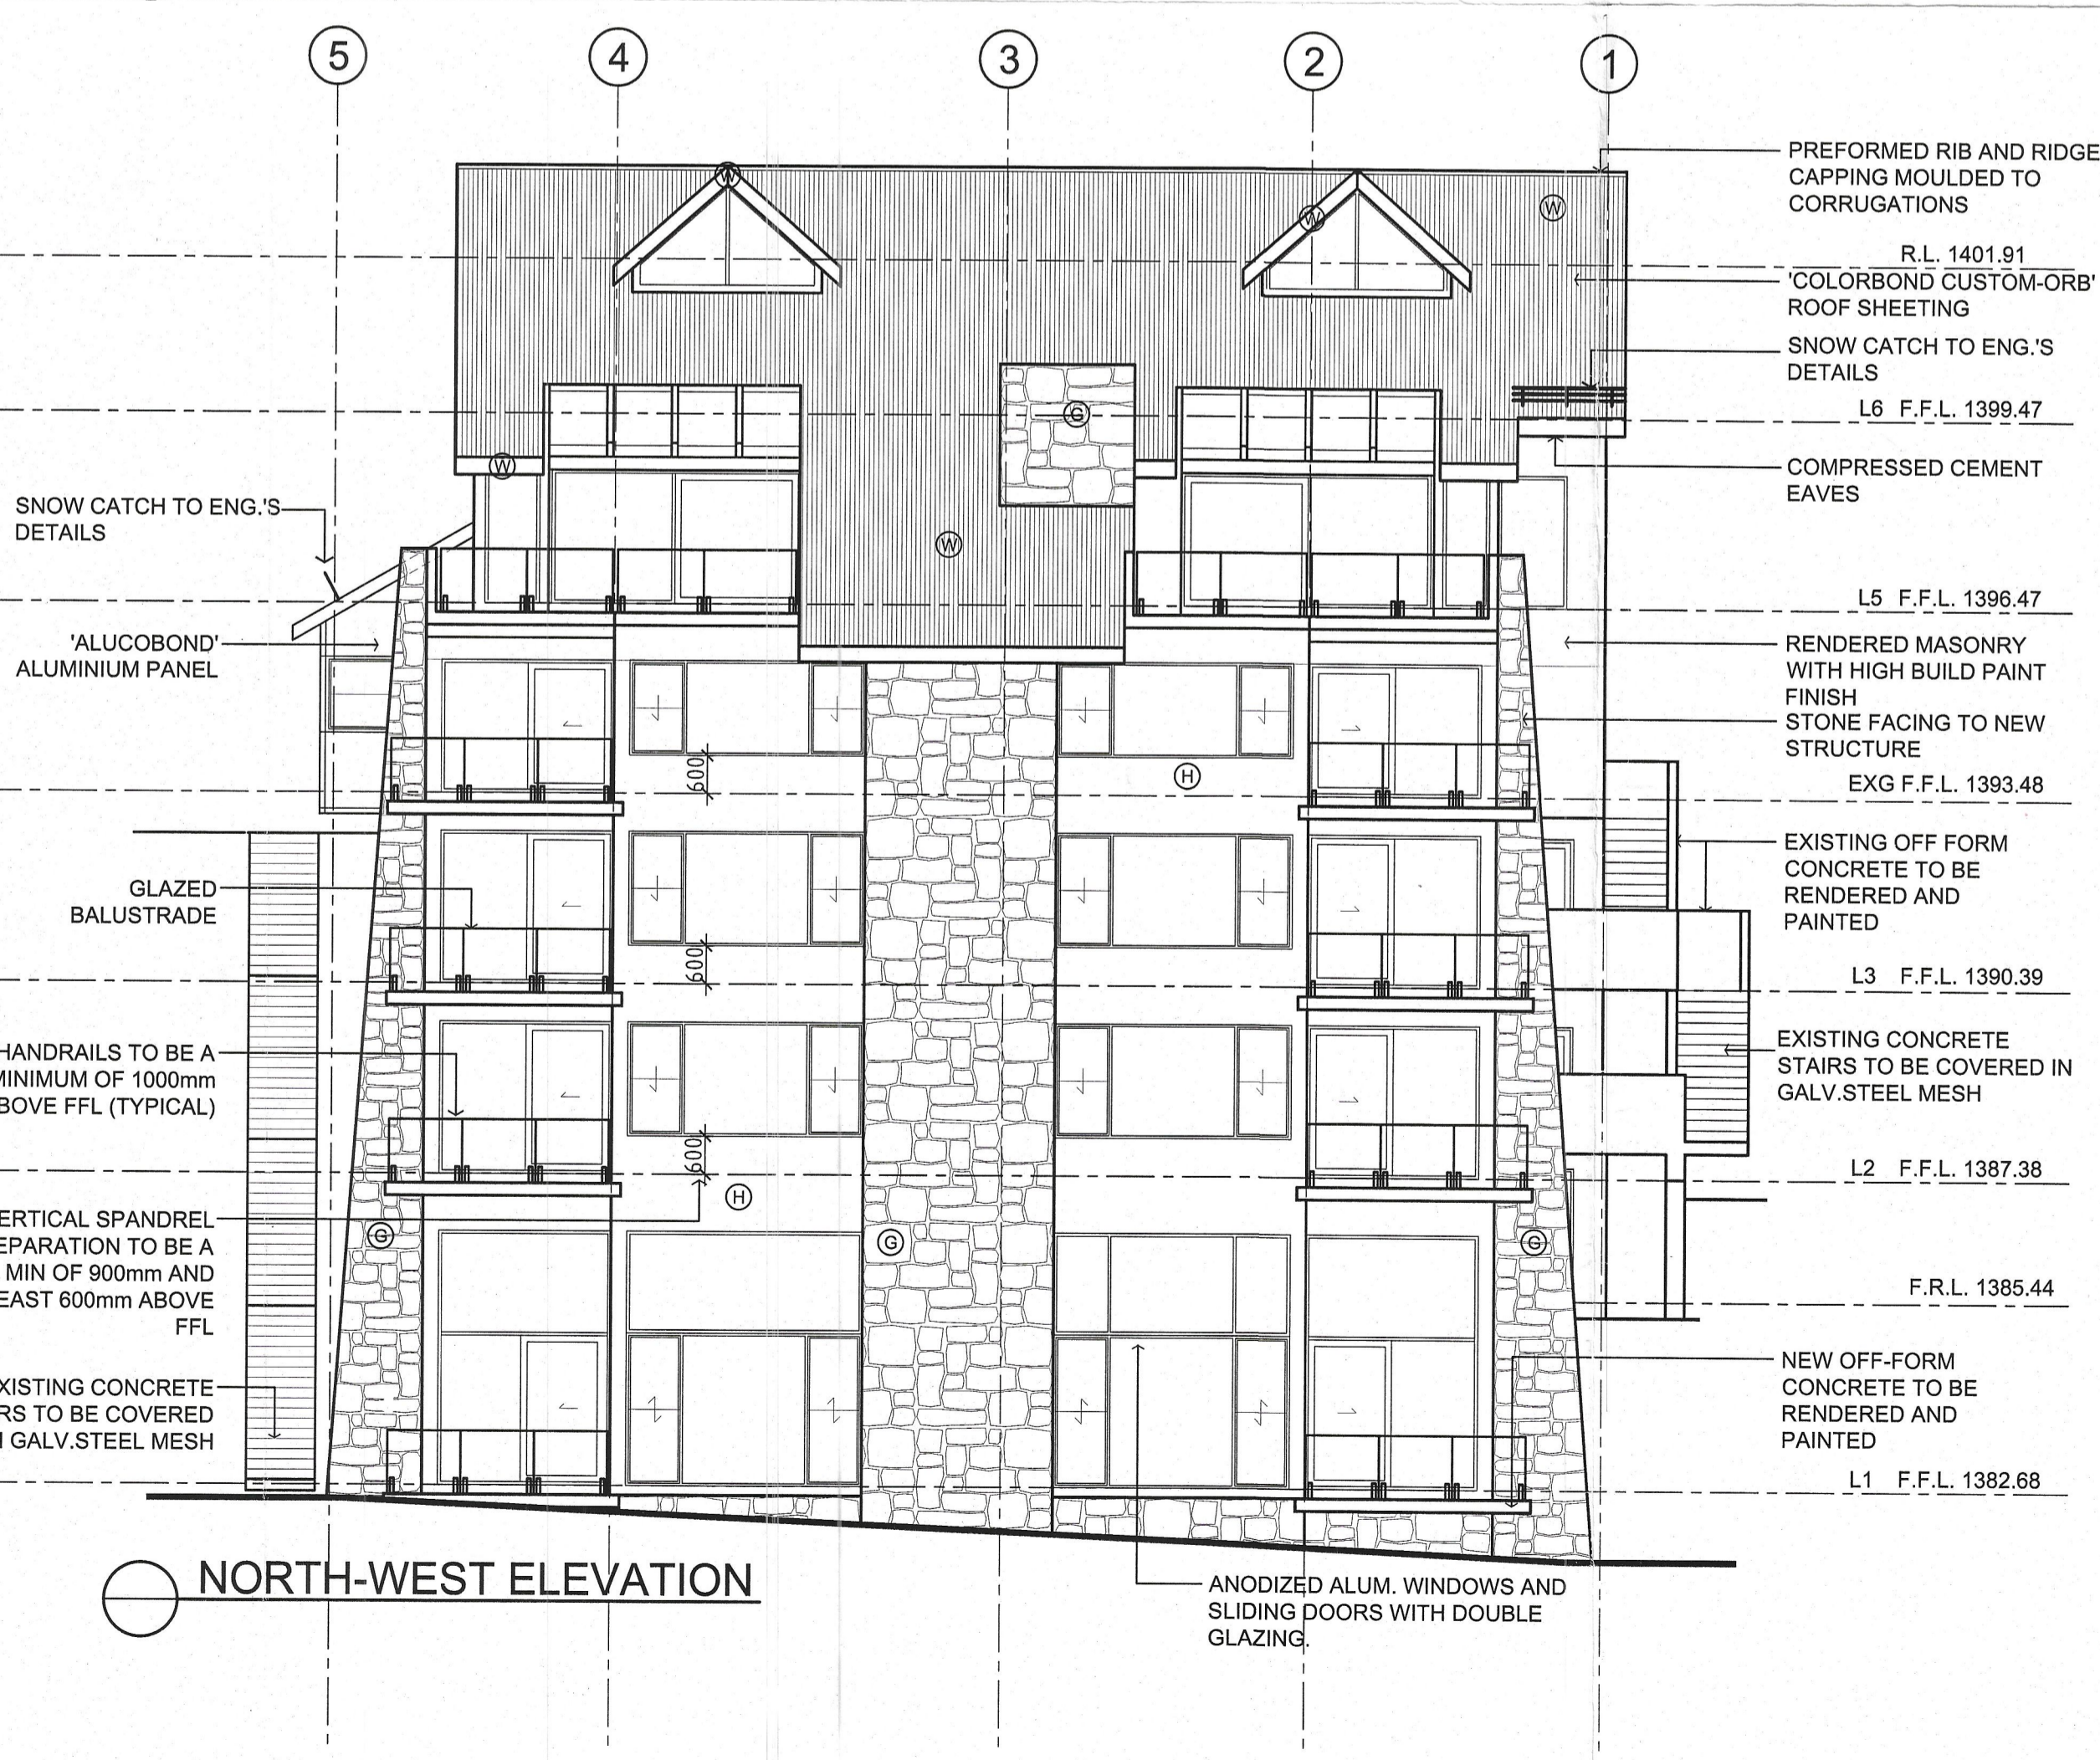 5
4
3
2
1
PREFORMED RIB AND RIDGE
CAPPING MOULDED TO
CORRUGATIONS
W
W
W
R.L. 1401.91
'COLORBOND CUSTOM-ORB'
ROOF SHEETING
SNOW CATCH TO ENG.'S
DETAILS
L6 F.F.L. 1399.47
G
COMPRESSED CEMENT
EAVES
W
SNOW CATCH TO ENG.'S
DETAILS
W
L5 F.F.L. 1396.47
'ALUCOBOND'
ALUMINIUM PANEL
RENDERED MASONRY
WITH HIGH BUILD PAINT
FINISH
STONE FACING TO NEW
STRUCTURE
600
H
EXG F.F.L. 1393.48
EXISTING OFF FORM
CONCRETE TO BE
RENDERED AND
PAINTED
GLAZED
BALUSTRADE
600
L3 F.F.L. 1390.39
HANDRAILS TO BE A
MINIMUM OF 1000mm
BOVE FFL (TYPICAL)
EXISTING CONCRETE
STAIRS TO BE COVERED IN
GALV.STEEL MESH
600
L2 F.F.L. 1387.38
H
ERTICAL SPANDREL
EPARATION TO BE A
MIN OF 900mm AND
EAST 600mm ABOVE
FFL
G
G
G
F.R.L. 1385.44
XISTING CONCRETE
RS TO BE COVERED
GALV.STEEL MESH
NEW OFF-FORM
CONCRETE TO BE
RENDERED AND
PAINTED
L1 F.F.L. 1382.68
NORTH-WEST ELEVATION
ANODIZED ALUM. WINDOWS AND
SLIDING DOORS WITH DOUBLE
GLAZING.